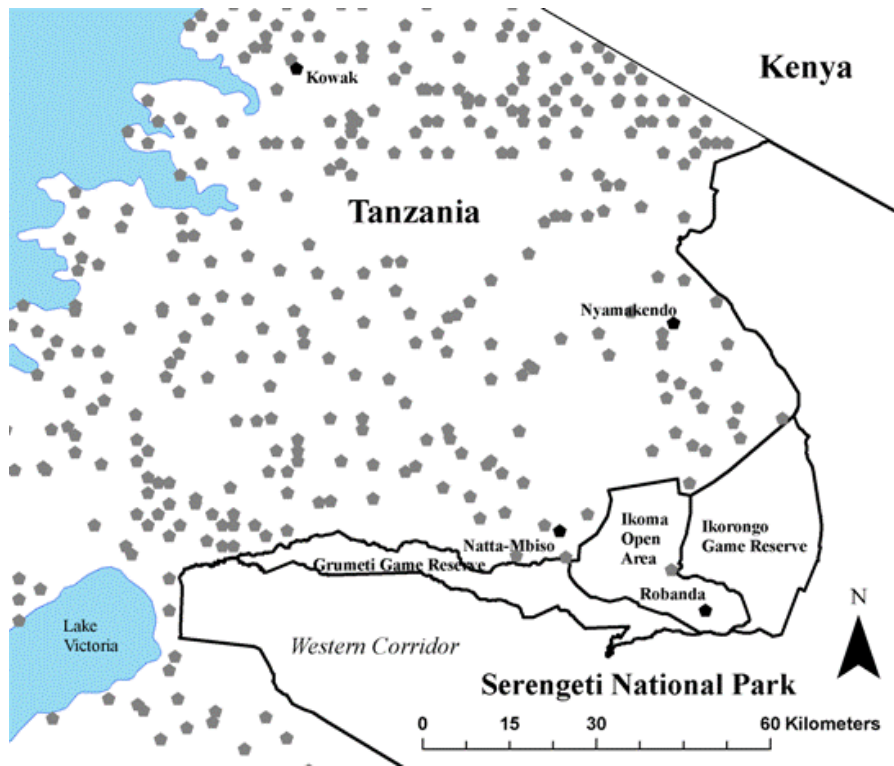 Kenya
Kowak
Tanzania
Nyamakendo
Ikoma
Open
Area
Ikorongo
Game Reserve
Natta-Mbiso
Grumeti Game Reserve
Robanda
Lake
Victoria
Western Corridor
N
Serengeti National Park
0 15 30 60 Kilometers